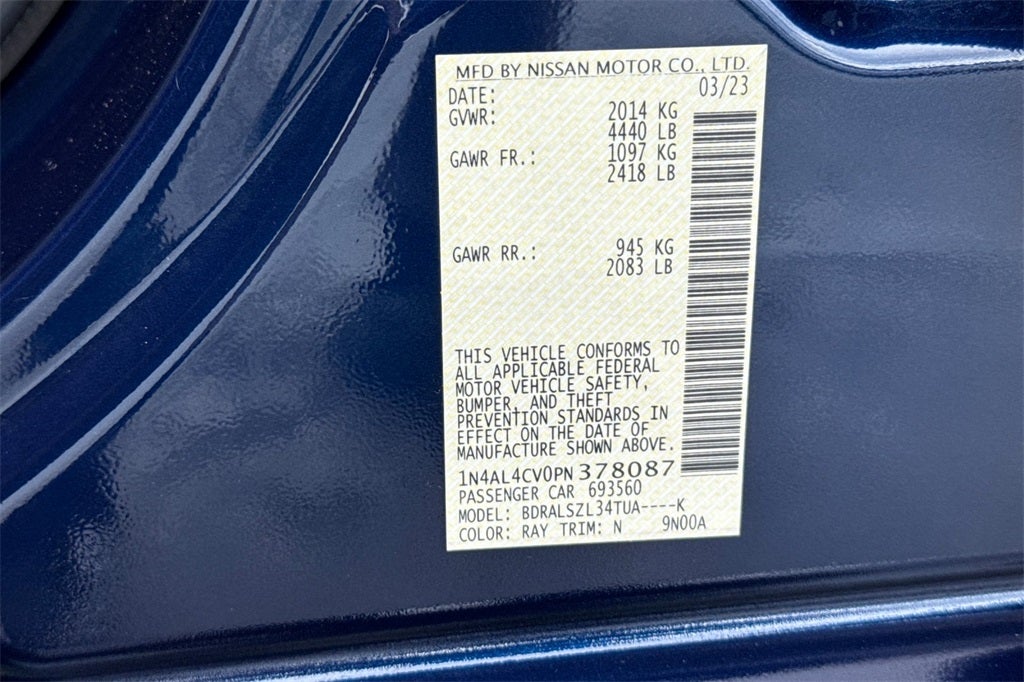 MFD BY NISSAN MOTOR CO., LTD.
DATE: 03/23
GVWR: 2014 KG
4440 LB
GAWR FR.: 1097 KG
2418 LB
GAWR RR.: 945 KG
2083 LB
THIS VEHICLE CONFORMS TO
ALL APPLICABLE FEDERAL
MOTOR VEHICLE SAFETY,
BUMPER, AND THEFT
PREVENTION STANDARDS IN
EFFECT ON THE DATE OF
MANUFACTURE SHOWN ABOVE.
1N4AL4CV0PN378087
PASSENGER CAR 693560
MODEL: BDRALSZL34TUA----K
COLOR: RAY TRIM: N 9N00A